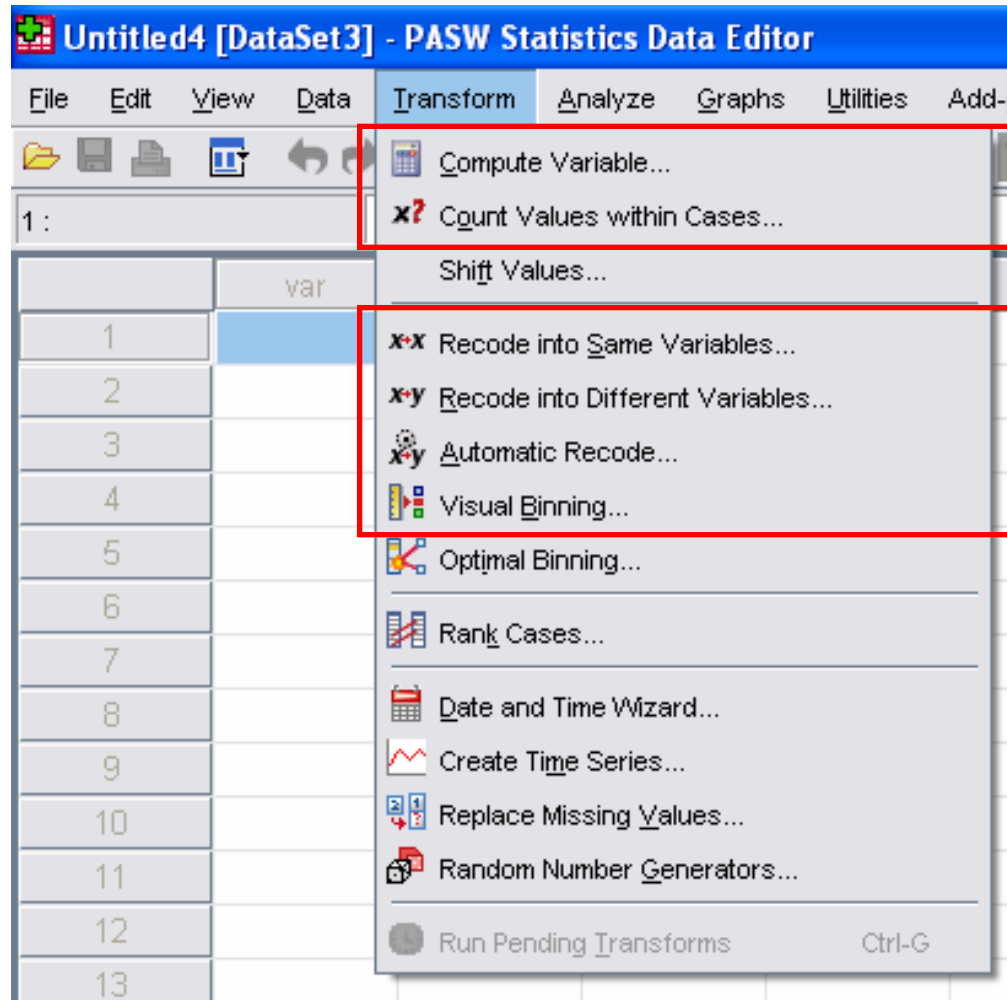 Untitled4 [DataSet3] - PASW Statistics Data Editor
File Edit View Data Transform Analyze Graphs Utilities Add-
1 :
Compute Variable...
x? Count Values within Cases...
Shift Values...
var
1
x→x Recode into Same Variables...
2
x→y Recode into Different Variables...
3
x→y Automatic Recode...
4
Visual Binning...
5
Optimal Binning...
6
Rank Cases...
7
8
Date and Time Wizard...
9
Create Time Series...
10
Replace Missing Values...
11
Random Number Generators...
12
Run Pending Transforms Ctrl-G
13